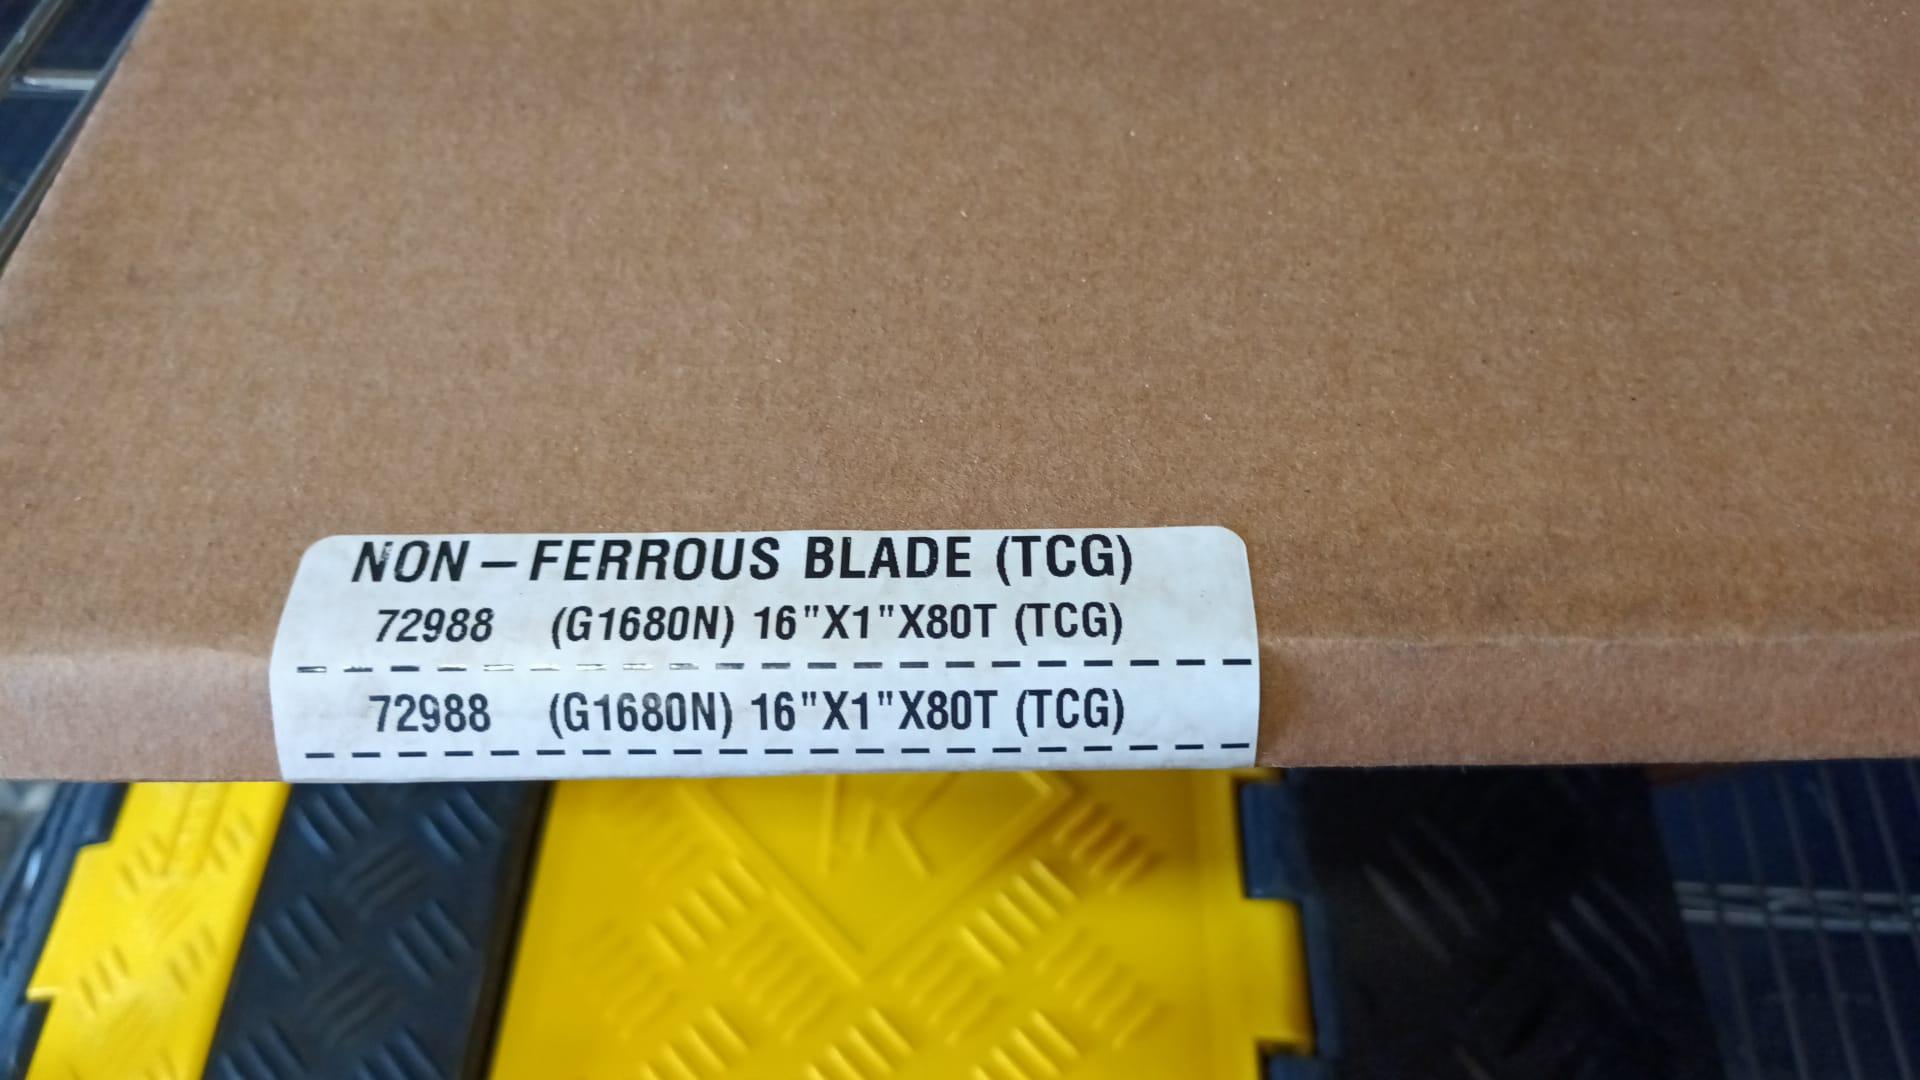 NON-FERROUS BLADE (TCG)
72988 (G1680N) 16"X1"X80T (TCG)
72988 (G1680N) 16"X1"X80T (TCG)